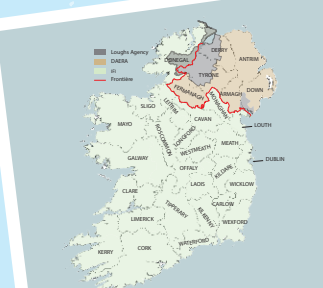 Loughs Agency
DAERA
IFI
Frontière
DERRY
DONEGAL
ANTRIM
TYRONE
FERMANAGH
ARMAGH
DOWN
MONAGHAN
SLIGO
LEITRIM
CAVAN
LOUTH
MAYO
ROSCOMMON
LONGFORD
MEATH
WESTMEATH
DUBLIN
GALWAY
OFFALY
KILDARE
LAOIS
WICKLOW
CLARE
CARLOW
TIPPERARY
KILKENNY
LIMERICK
WEXFORD
WATERFORD
KERRY
CORK